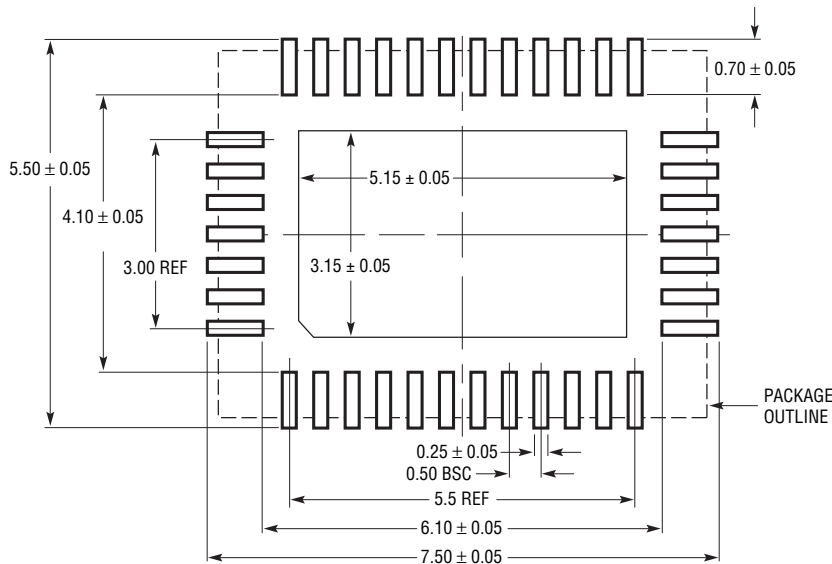 0.70 ± 0.05
5.50 ± 0.05
5.15 ± 0.05
4.10 ± 0.05
3.00 REF
3.15 ± 0.05
PACKAGE
OUTLINE
0.25 ± 0.05
0.50 BSC
5.5 REF
6.10 ± 0.05
7.50 ± 0.05